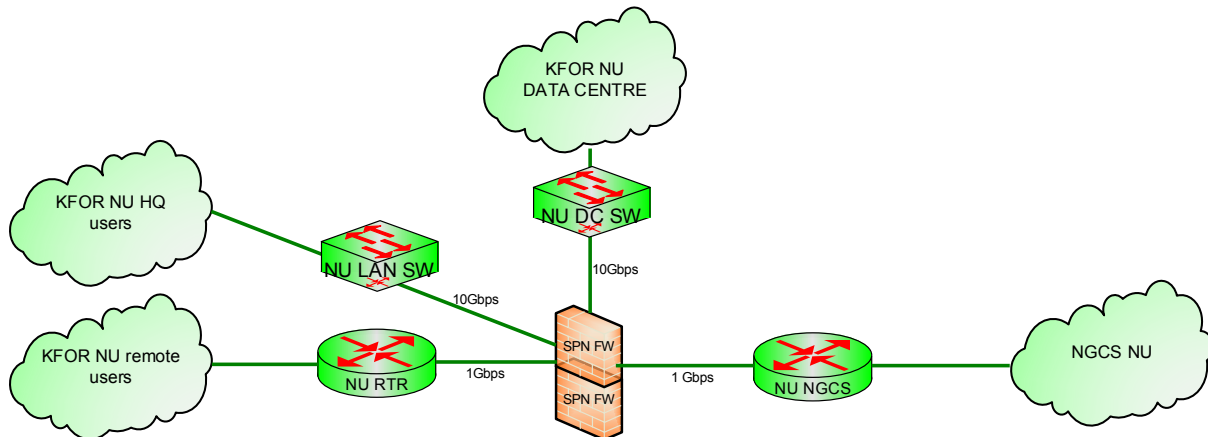 KFOR NU
DATA CENTRE
KFOR NU HQ
users
NU DC SW
NU LAN SW
10Gbps
10Gbps
SPN FW
KFOR NU remote
users
NU RTR
1Gbps
1 Gbps
NU NGCS
NGCS NU
SPN FW